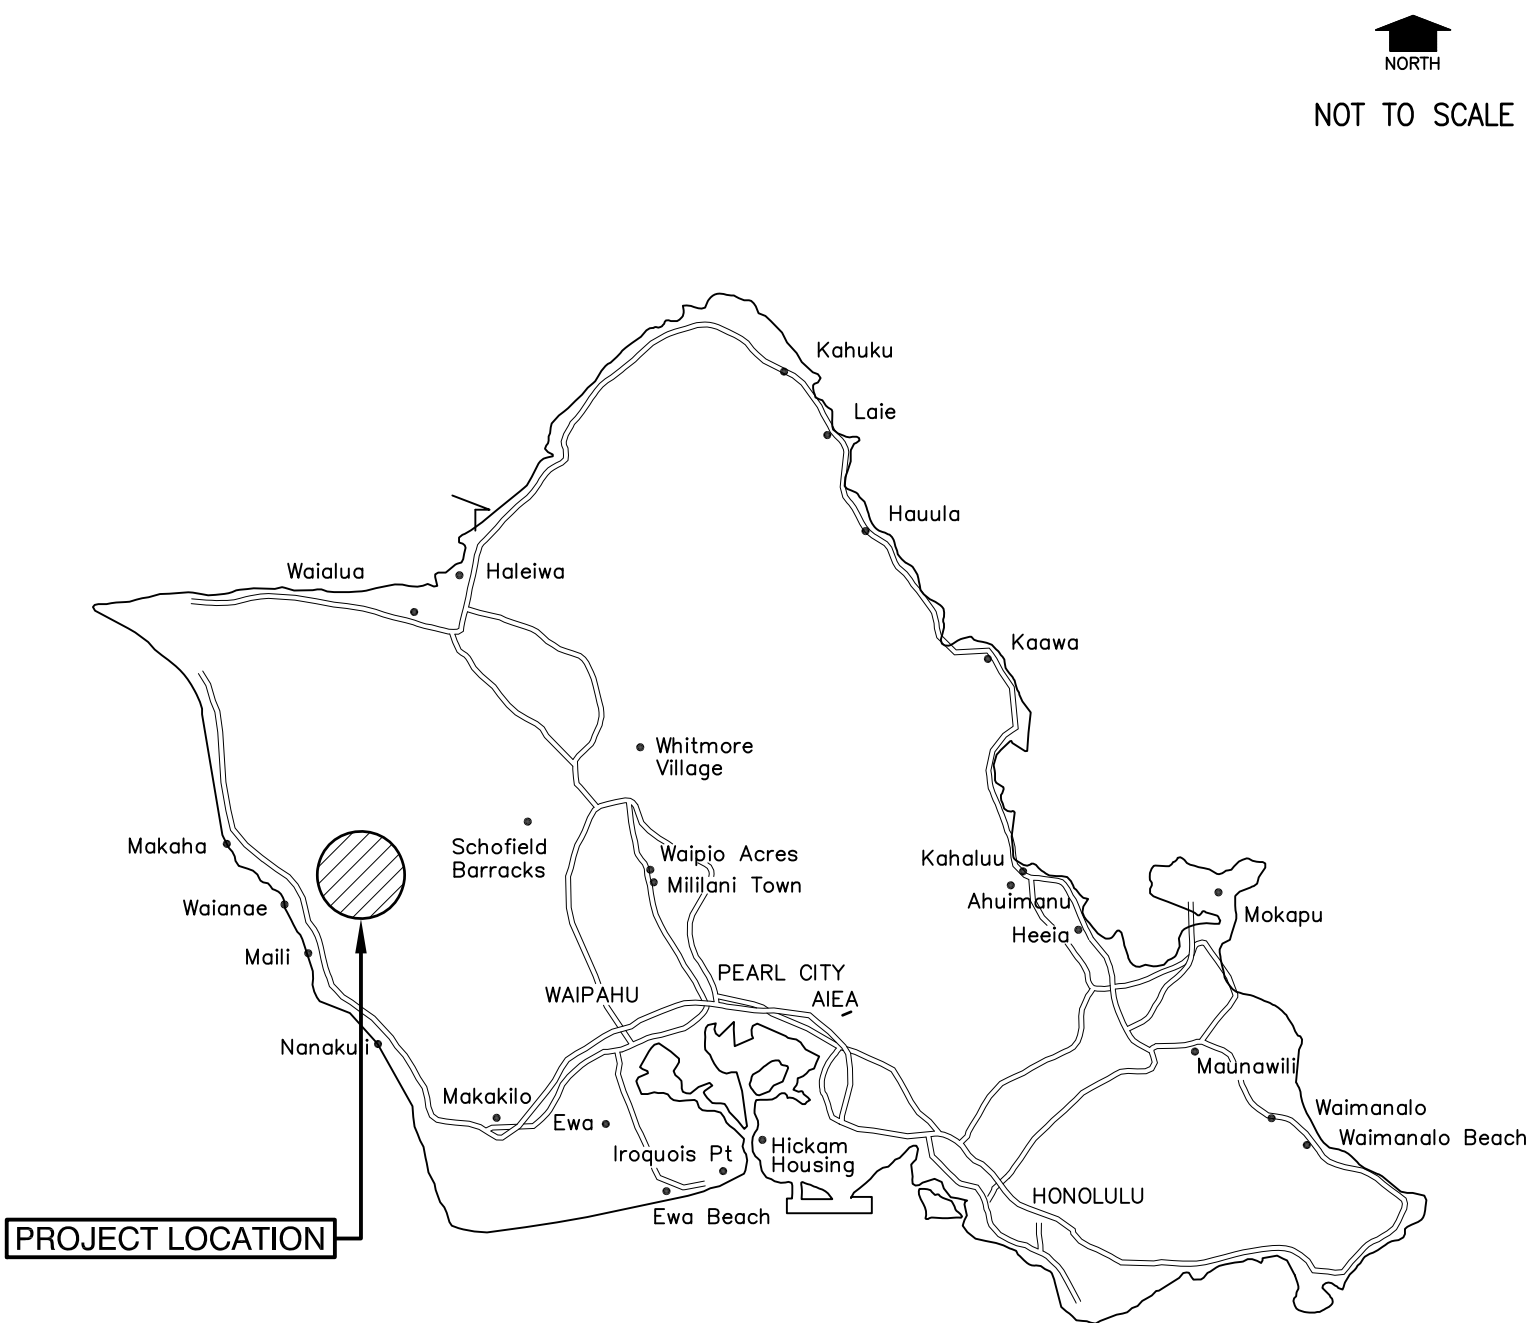 NORTH
NOT TO SCALE
Kahuku
Laie
Hauula
Waialua
Haleiwa
Kaawa
Whitmore
Village
Makaha
Schofield
Barracks
Waipio Acres
Mililani Town
Kahaluu
Ahuimanu
Waianae
Mokapu
Heeia
Maili
PEARL CITY
WAIPAHU
AIEA
Nanakuli
Maunawili
Makakilo
Ewa
Waimanalo
Waimanalo Beach
Iroquois Pt
Hickam
Housing
HONOLULU
Ewa Beach
PROJECT LOCATION